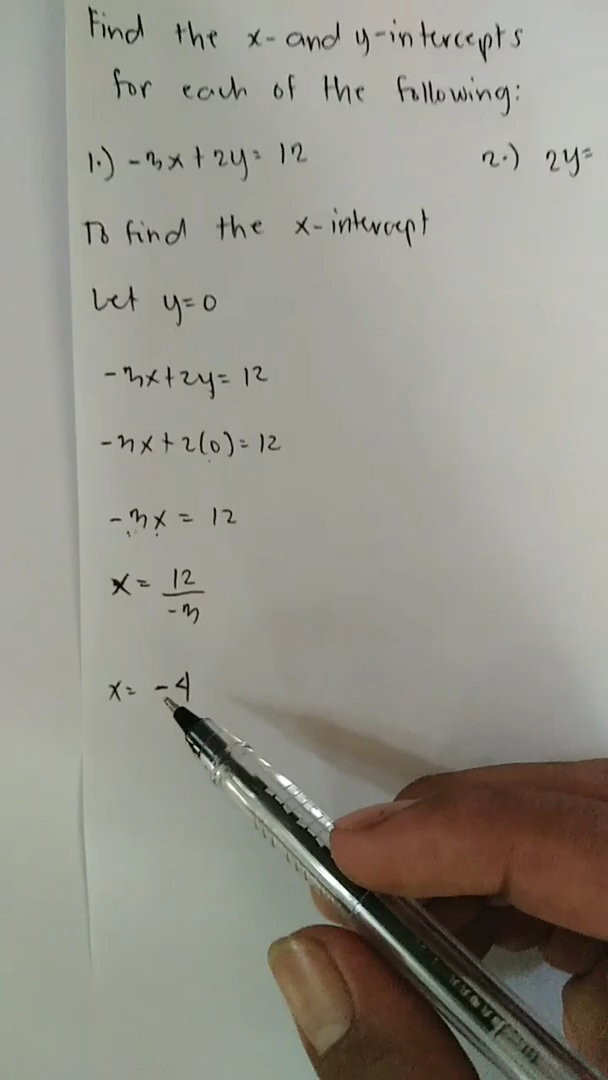 Find the x- and y-intercepts
for each of the following:
1.) -3x + 2y = 12
2.) 2y =
To find the x-intercept
Let y = 0
-3x + 2y = 12
-3x + 2(0) = 12
-3x = 12
x = 12/-3
x = -4